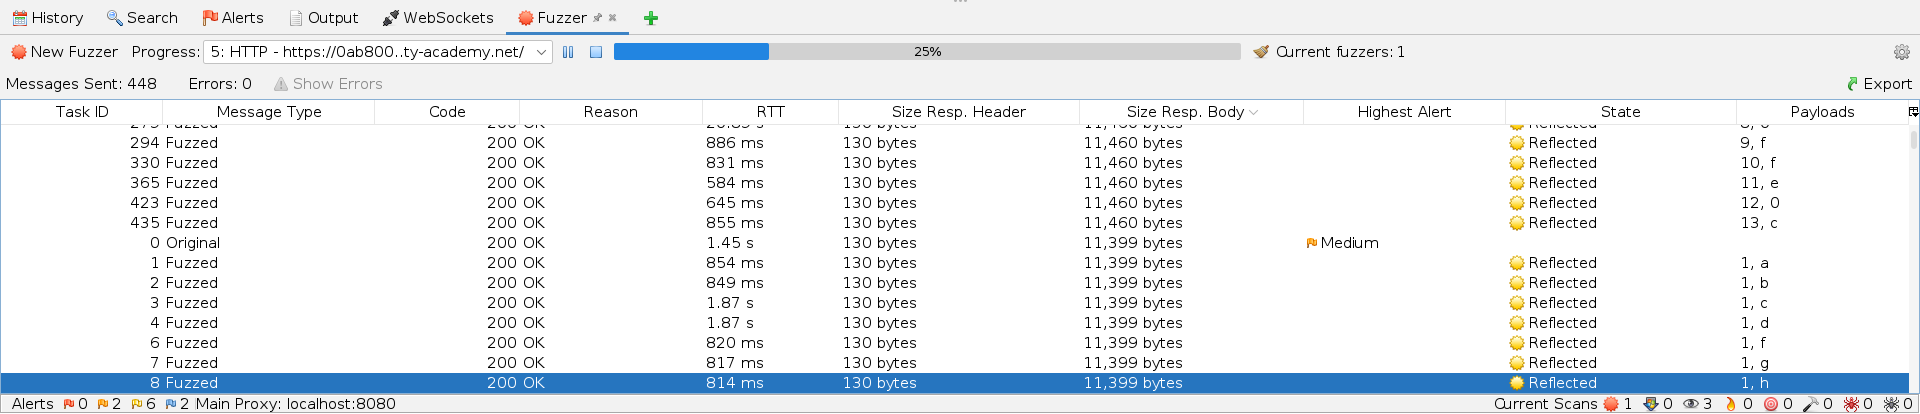 History Search Alerts Output WebSockets Fuzzer
New Fuzzer Progress: 5: HTTP - https://0ab800..ty-academy.net/ 25% Current fuzzers: 1
Messages Sent: 448 Errors: 0 Show Errors Export
Task ID Message Type Code Reason RTT Size Resp. Header Size Resp. Body Highest Alert State Payloads
294 Fuzzed 200 OK 886 ms 130 bytes 11,460 bytes Reflected 9, f
330 Fuzzed 200 OK 831 ms 130 bytes 11,460 bytes Reflected 10, f
365 Fuzzed 200 OK 584 ms 130 bytes 11,460 bytes Reflected 11, e
423 Fuzzed 200 OK 645 ms 130 bytes 11,460 bytes Reflected 12, 0
435 Fuzzed 200 OK 855 ms 130 bytes 11,460 bytes Reflected 13, c
0 Original 200 OK 1.45 s 130 bytes 11,399 bytes Medium
1 Fuzzed 200 OK 854 ms 130 bytes 11,399 bytes Reflected 1, a
2 Fuzzed 200 OK 849 ms 130 bytes 11,399 bytes Reflected 1, b
3 Fuzzed 200 OK 1.87 s 130 bytes 11,399 bytes Reflected 1, c
4 Fuzzed 200 OK 1.87 s 130 bytes 11,399 bytes Reflected 1, d
6 Fuzzed 200 OK 820 ms 130 bytes 11,399 bytes Reflected 1, f
7 Fuzzed 200 OK 817 ms 130 bytes 11,399 bytes Reflected 1, g
8 Fuzzed 200 OK 814 ms 130 bytes 11,399 bytes Reflected 1, h
Alerts 0 2 6 2 Main Proxy: localhost:8080 Current Scans 1 0 3 0 0 0 0 0